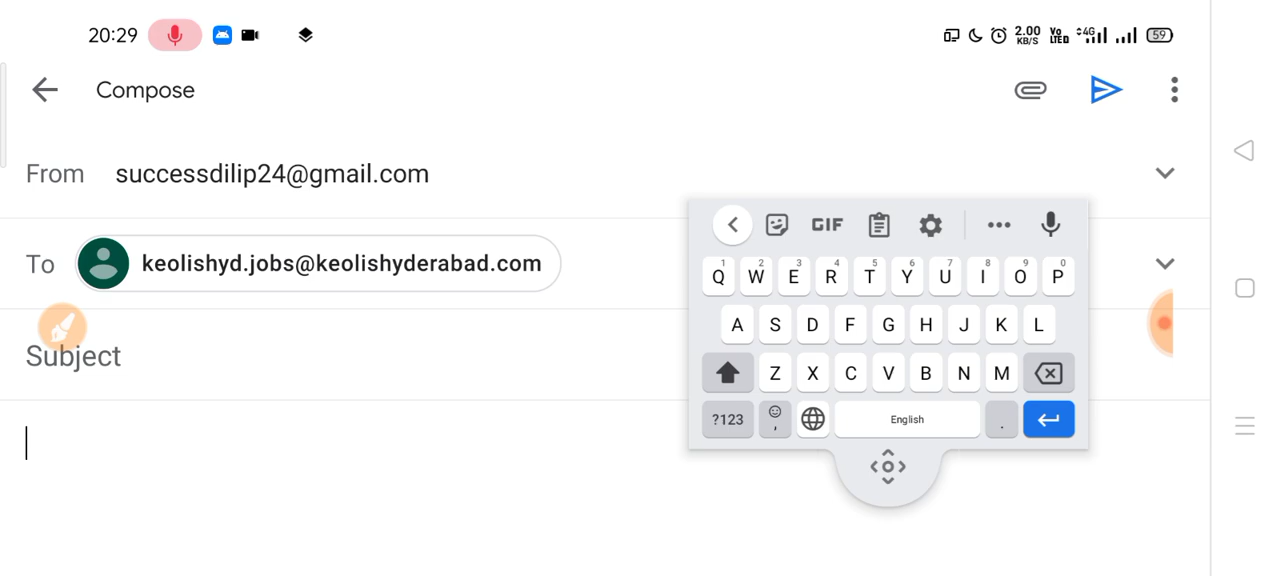 20:29 2.00 KB/S Vo LTE 4G 59
Compose
From successdilip24@gmail.com
To keolishyd.jobs@keolishyderabad.com
Subject
GIF
1 2 3 4 5 6 7 8 9 0
Q W E R T Y U I O P
A S D F G H J K L
Z X C V B N M
?123 , English .